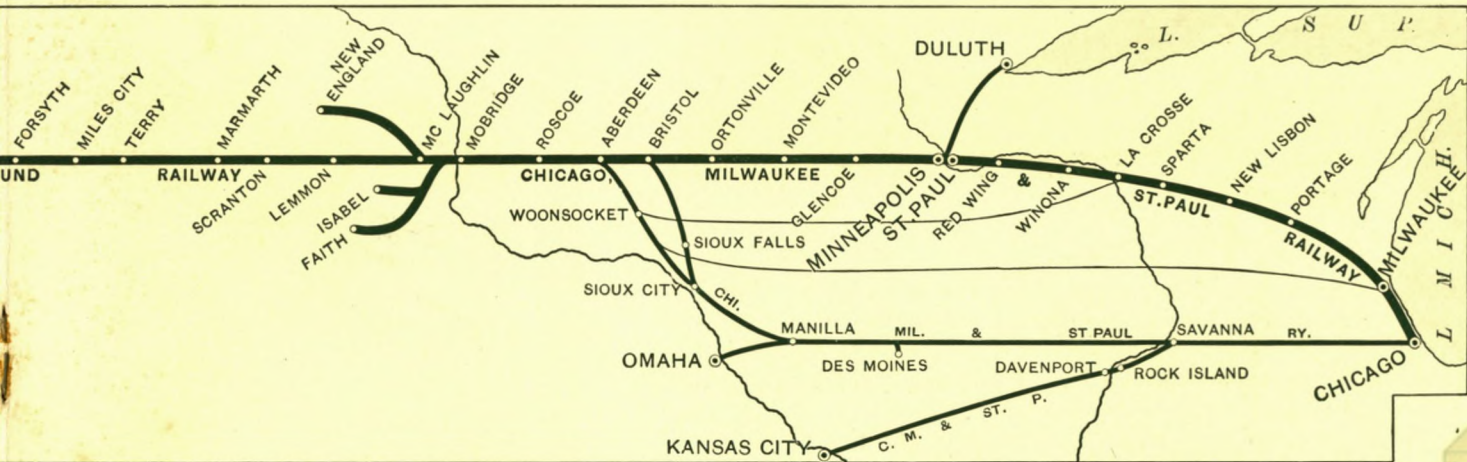 L. S U P.
DULUTH
FORSYTH
MILES CITY
TERRY
MARMARTH
NEW
ENGLAND
MC LAUGHLIN
MOBRIDGE
ROSCOE
ABERDEEN
BRISTOL
ORTONVILLE
MONTEVIDEO
LA CROSSE
SPARTA
NEW LISBON
PORTAGE
UND RAILWAY CHICAGO, MILWAUKEE & ST. PAUL RAILWAY
SCRANTON
LEMMON
ISABEL
FAITH
WOONSOCKET
GLENCOE
MINNEAPOLIS
ST. PAUL
RED WING
WINONA
MILWAUKEE
L M I C H.
SIOUX FALLS
SIOUX CITY
CHI. MIL. & ST PAUL RY.
MANILLA
SAVANNA
OMAHA
DES MOINES
DAVENPORT
ROCK ISLAND
CHICAGO
KANSAS CITY
C. M. & ST. P.